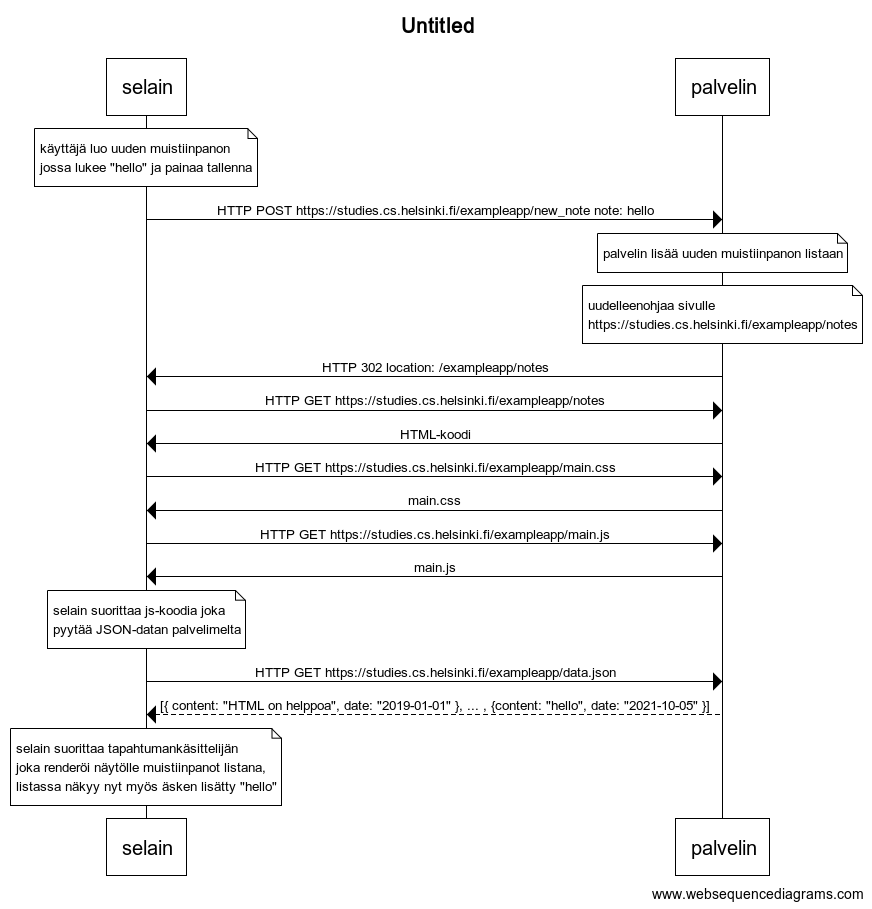 Untitled
selain
palvelin
käyttäjä luo uuden muistiinpanon
jossa lukee "hello" ja painaa tallenna
HTTP POST https://studies.cs.helsinki.fi/exampleapp/new_note note: hello
palvelin lisää uuden muistiinpanon listaan
uudelleenohjaa sivulle
https://studies.cs.helsinki.fi/exampleapp/notes
HTTP 302 location: /exampleapp/notes
HTTP GET https://studies.cs.helsinki.fi/exampleapp/notes
HTML-koodi
HTTP GET https://studies.cs.helsinki.fi/exampleapp/main.css
main.css
HTTP GET https://studies.cs.helsinki.fi/exampleapp/main.js
main.js
selain suorittaa js-koodia joka
pyytää JSON-datan palvelimelta
HTTP GET https://studies.cs.helsinki.fi/exampleapp/data.json
[{ content: "HTML on helppoa", date: "2019-01-01" }, ... , {content: "hello", date: "2021-10-05" }]
selain suorittaa tapahtumankäsittelijän
joka renderöi näytölle muistiinpanot listana,
listassa näkyy nyt myös äsken lisätty "hello"
selain
palvelin
www.websequencediagrams.com